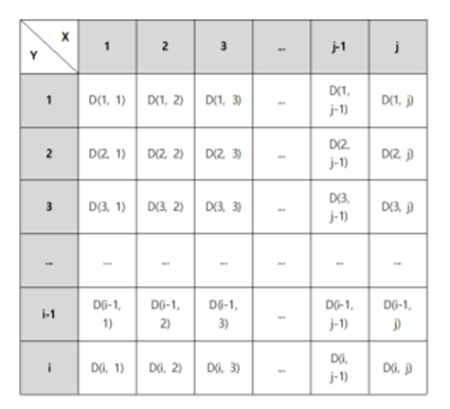 X
Y
1 2 3 ... j-1 j
1 D(1, 1) D(1, 2) D(1, 3) ... D(1, j-1) D(1, j)
2 D(2, 1) D(2, 2) D(2, 3) ... D(2, j-1) D(2, j)
3 D(3, 1) D(3, 2) D(3, 3) ... D(3, j-1) D(3, j)
... ... ... ... ... ... ...
i-1 D(i-1, 1) D(i-1, 2) D(i-1, 3) ... D(i-1, j-1) D(i-1, j)
i D(i, 1) D(i, 2) D(i, 3) ... D(i, j-1) D(i, j)